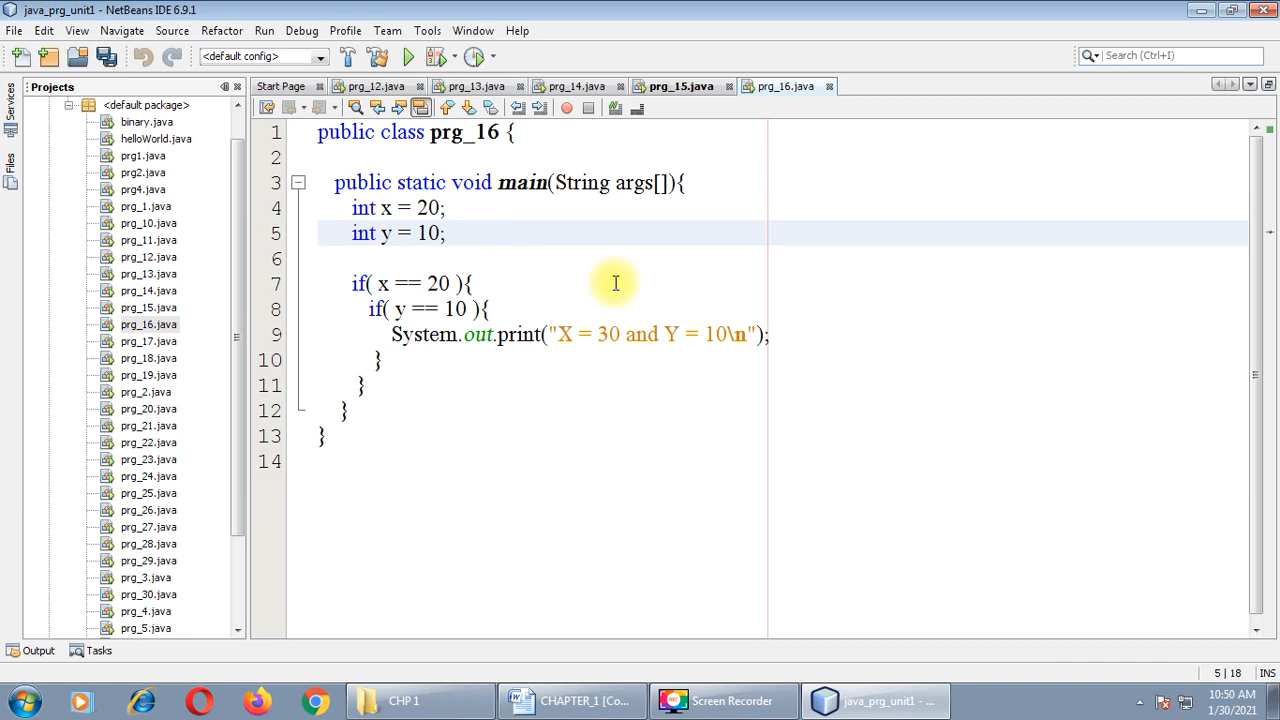 java_prg_unit1 - NetBeans IDE 6.9.1
File Edit View Navigate Source Refactor Run Debug Profile Team Tools Window Help
<default config>
Search (Ctrl+I)
Services
Files
Projects
<default package>
binary.java
helloWorld.java
prg1.java
prg2.java
prg4.java
prg_1.java
prg_10.java
prg_11.java
prg_12.java
prg_13.java
prg_14.java
prg_15.java
prg_16.java
prg_17.java
prg_18.java
prg_19.java
prg_2.java
prg_20.java
prg_21.java
prg_22.java
prg_23.java
prg_24.java
prg_25.java
prg_26.java
prg_27.java
prg_28.java
prg_29.java
prg_3.java
prg_30.java
prg_4.java
prg_5.java
Start Page prg_12.java prg_13.java prg_14.java prg_15.java prg_16.java
1 public class prg_16 {
2
3 public static void main(String args[]){
4 int x = 20;
5 int y = 10;
6
7 if( x == 20 ){
8 if( y == 10 ){
9 System.out.print("X = 30 and Y = 10\n");
10 }
11 }
12 }
13 }
14
Output Tasks
5 | 18 INS
CHP 1
CHAPTER_1 [Co...
Screen Recorder
java_prg_unit1 - ...
10:50 AM
1/30/2021